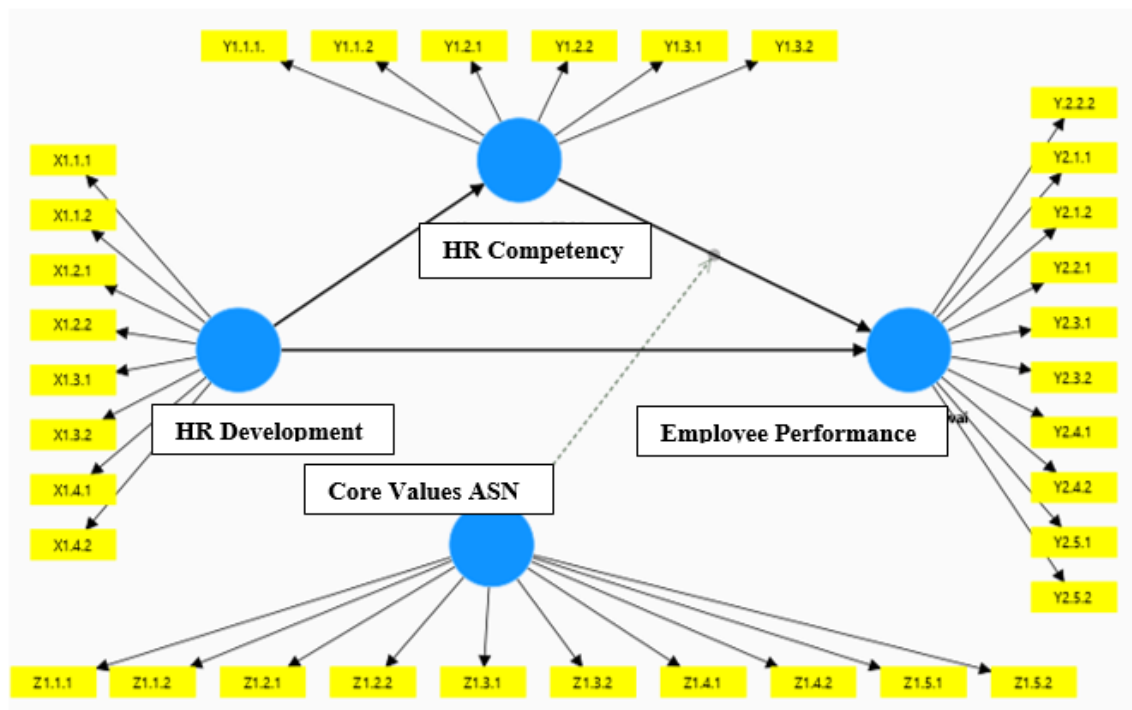 Y1.1.1.
Y1.1.2
Y1.2.1
Y1.2.2
Y1.3.1
Y1.3.2
X1.1.1
X1.1.2
X1.2.1
X1.2.2
X1.3.1
X1.3.2
X1.4.1
X1.4.2
HR Competency
HR Development
Employee Performance
Core Values ASN
Y.2.2.2
Y2.1.1
Y2.1.2
Y2.2.1
Y2.3.1
Y2.3.2
Y2.4.1
Y2.4.2
Y2.5.1
Y2.5.2
Z1.1.1
Z1.1.2
Z1.2.1
Z1.2.2
Z1.3.1
Z1.3.2
Z1.4.1
Z1.4.2
Z1.5.1
Z1.5.2